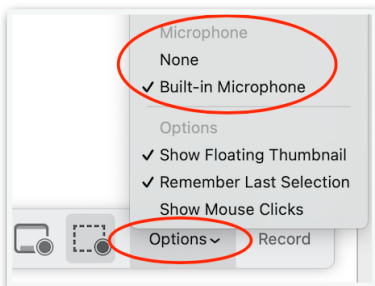 Microphone
None
✓ Built-in Microphone
Options
✓ Show Floating Thumbnail
✓ Remember Last Selection
Show Mouse Clicks
Options Record